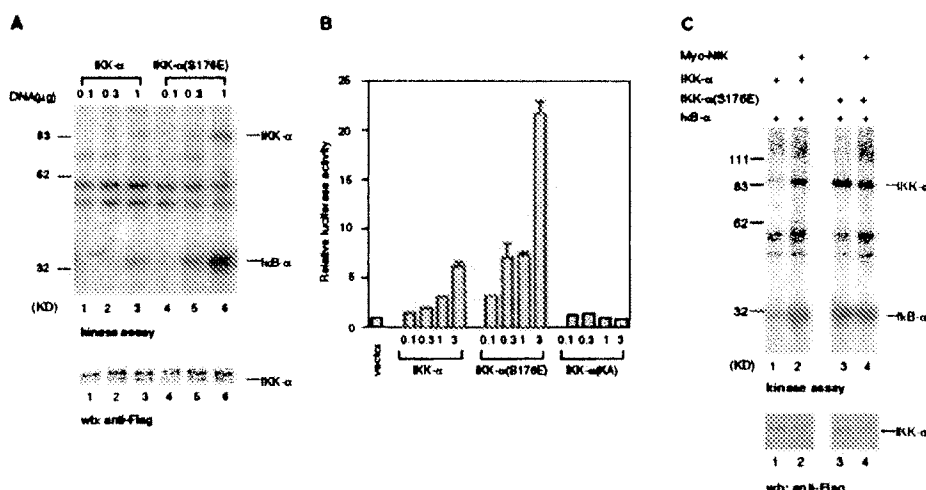 A
IKK-α IKK-α(S176E)
DNA(μg) 0.1 0.3 1 0.1 0.3 1
83
IKK-α
62
IκB-α
32
(KD) 1 2 3 4 5 6
kinase assay
IKK-α
1 2 3 4 5 6
wb: anti-Flag
B
Relative luciferase activity
25
20
15
10
5
0
vector
0.1 0.3 1 3 0.1 0.3 1 3 0.1 0.3 1 3
IKK-α IKK-α(S176E) IKK-α(KA)
C
Myc-NIK + +
IKK-α + +
IKK-α(S176E) + +
IκB-α + + + +
111
83
IKK-α
62
32
IκB-α
(KD) 1 2 3 4
kinase assay
IKK-α
1 2 3 4
wb: anti-Flag